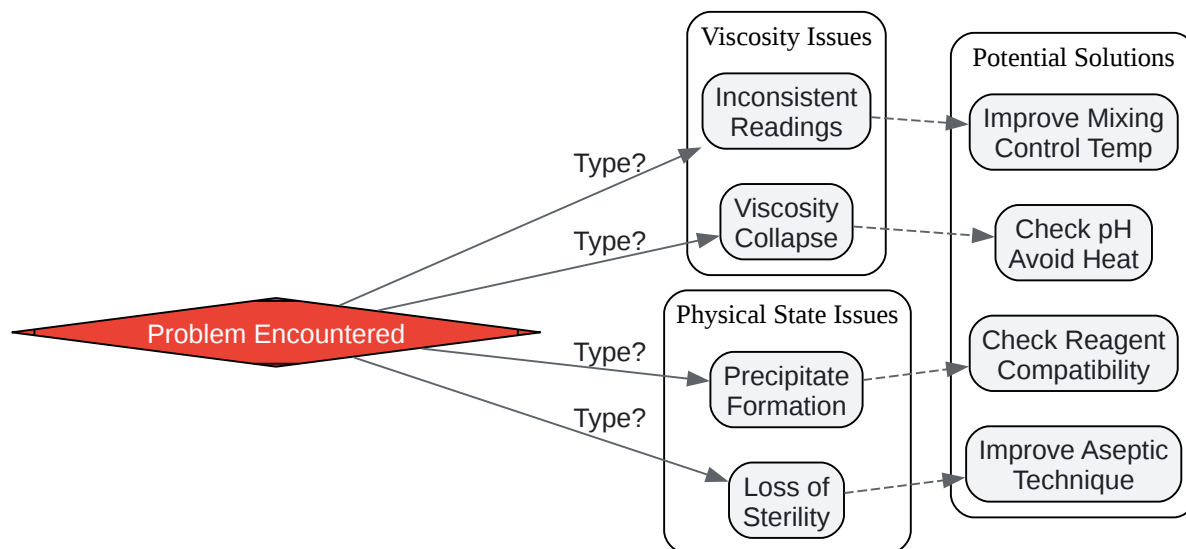 Viscosity Issues
Inconsistent
Readings
Viscosity
Collapse
Potential Solutions
Improve Mixing
Control Temp
Check pH
Avoid Heat
Check Reagent
Compatibility
Improve Aseptic
Technique
Type?
Type?
Problem Encountered
Type?
Type?
Physical State Issues
Precipitate
Formation
Loss of
Sterility